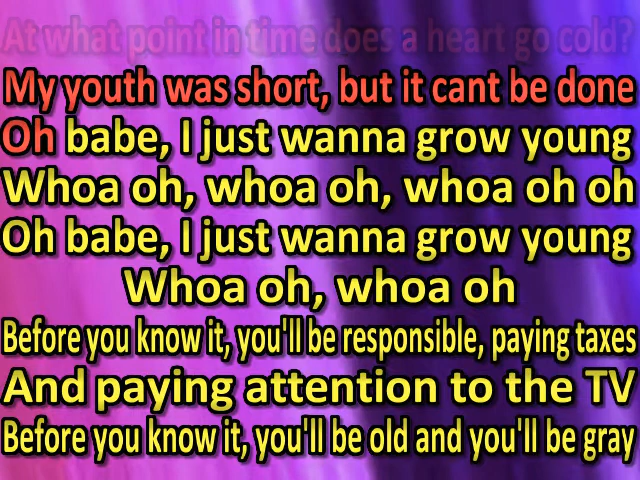 At what point in time does a heart go cold?
My youth was short, but it cant be done
Oh babe, I just wanna grow young
Whoa oh, whoa oh, whoa oh oh
Oh babe, I just wanna grow young
Whoa oh, whoa oh
Before you know it, you'll be responsible, paying taxes
And paying attention to the TV
Before you know it, you'll be old and you'll be gray